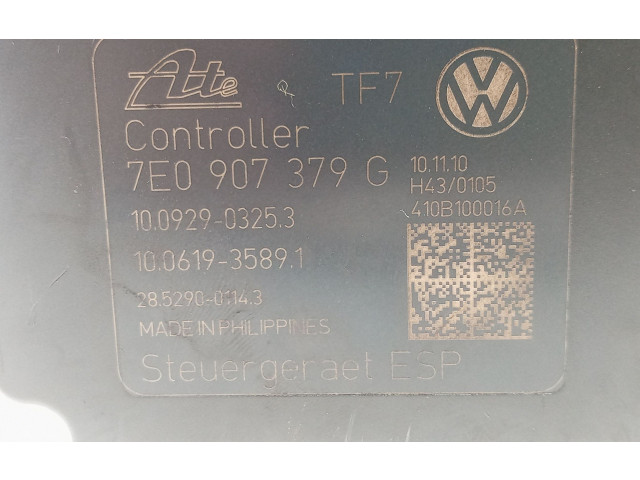 Ate TF7 VW
Controller
7E0 907 379 G
10.11.10
H43/0105
410B100016A
10.0929-0325.3
10.0619-3589.1
28.5290-0114.3
MADE IN PHILIPPINES
Steuergeraet ESP